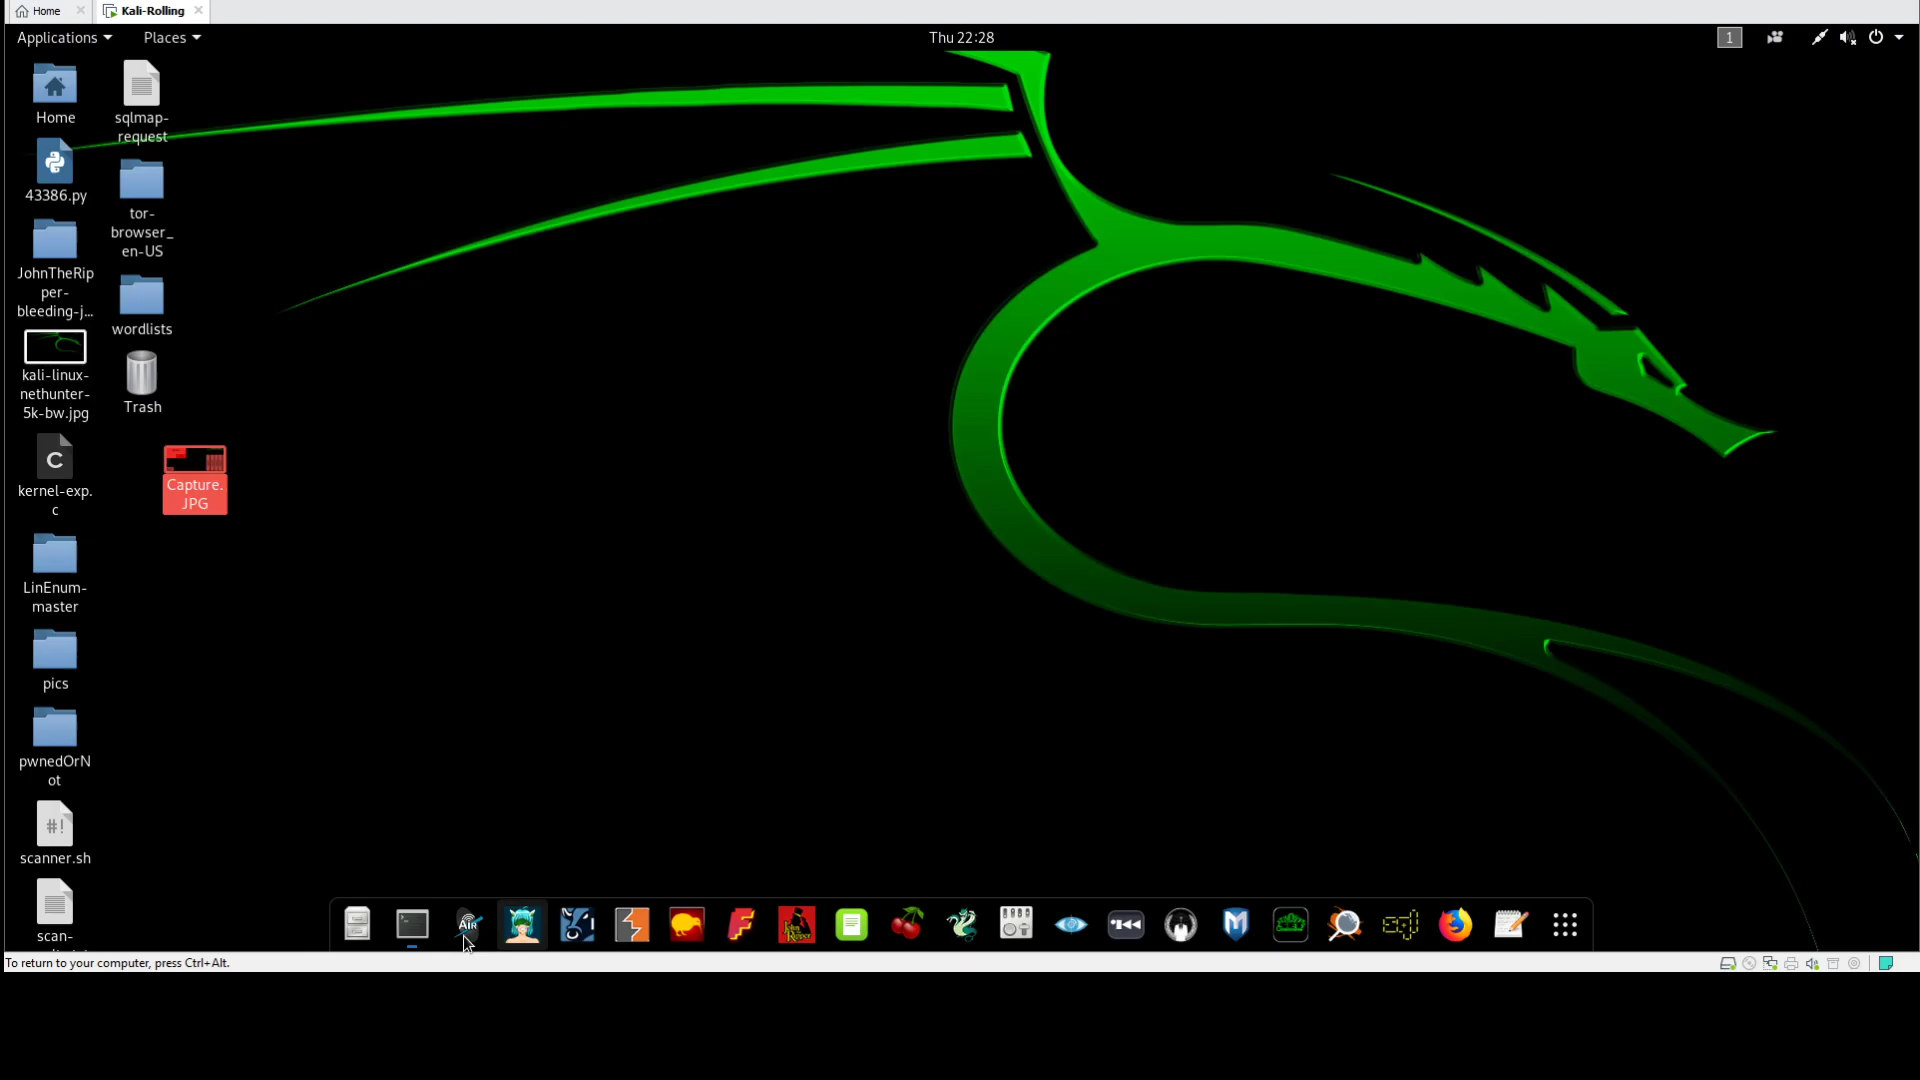 Home
Kali-Rolling
Applications
Places
Thu 22:28
1
Home
43386.py
JohnTheRip
per-
bleeding-j...
kali-linux-
nethunter-
5k-bw.jpg
C
kernel-exp.
c
LinEnum-
master
pics
pwnedOrN
ot
#!
scanner.sh
scan-
sqlmap-
request
tor-
browser_
en-US
wordlists
Trash
Capture.
JPG
Air
To return to your computer, press Ctrl+Alt.